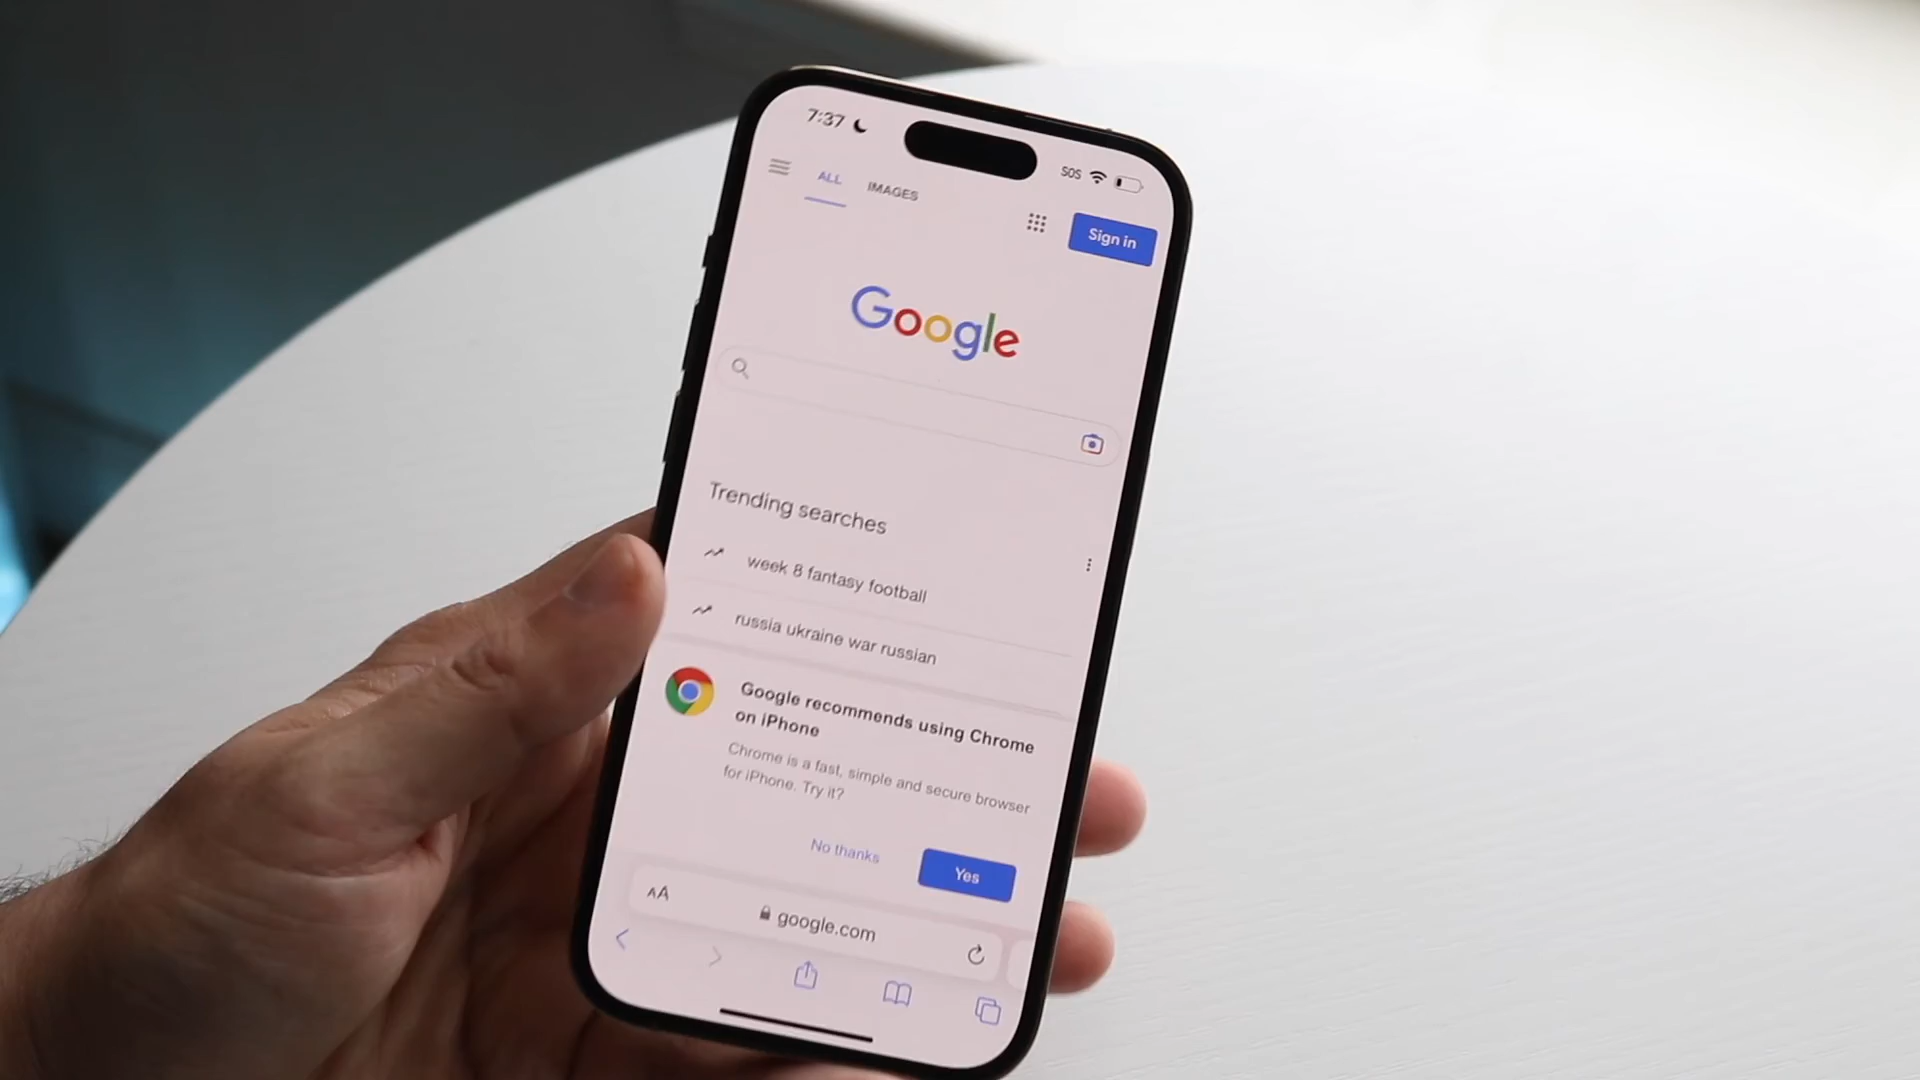 7:37
SOS
ALL IMAGES
Sign in
Google
Trending searches
week 8 fantasy football
russia ukraine war russian
Google recommends using Chrome
on iPhone
Chrome is a fast, simple and secure browser
for iPhone. Try it?
No thanks
Yes
AA
google.com